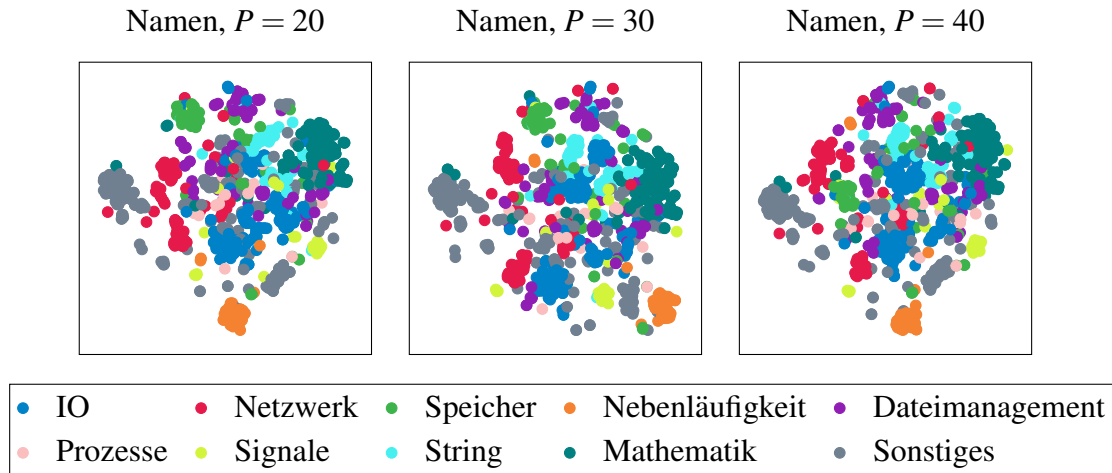 Namen, P = 20 Namen, P = 30 Namen, P = 40
IO Netzwerk Speicher Nebenläufigkeit Dateimanagement
Prozesse Signale String Mathematik Sonstiges